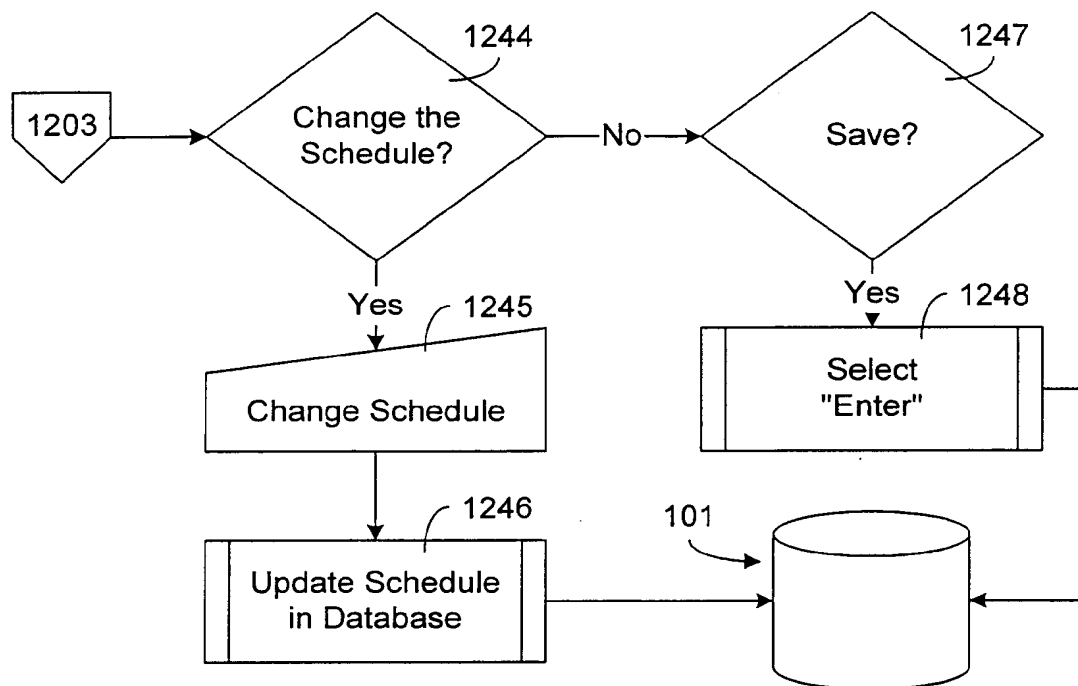 1244
1247
1203
Change the
Schedule?
No
Save?
Yes
1245
Yes
1248
Change Schedule
Select
"Enter"
1246
101
Update Schedule
in Database